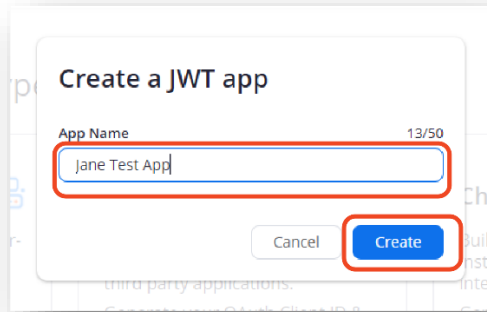 Create a JWT app
App Name 13/50
Jane Test App
Cancel Create
third party applications.